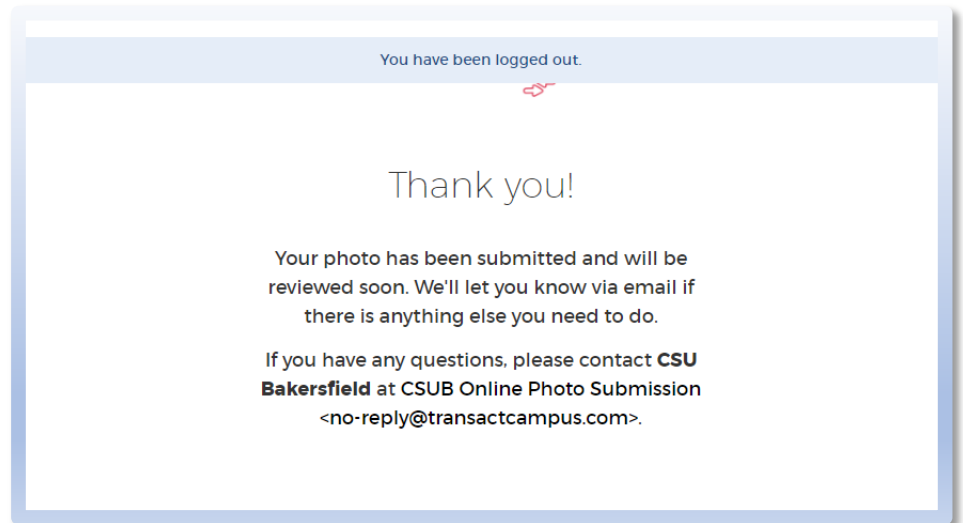 You have been logged out.
Thank you!
Your photo has been submitted and will be
reviewed soon. We'll let you know via email if
there is anything else you need to do.
If you have any questions, please contact CSU
Bakersfield at CSUB Online Photo Submission
<no-reply@transactcampus.com>.